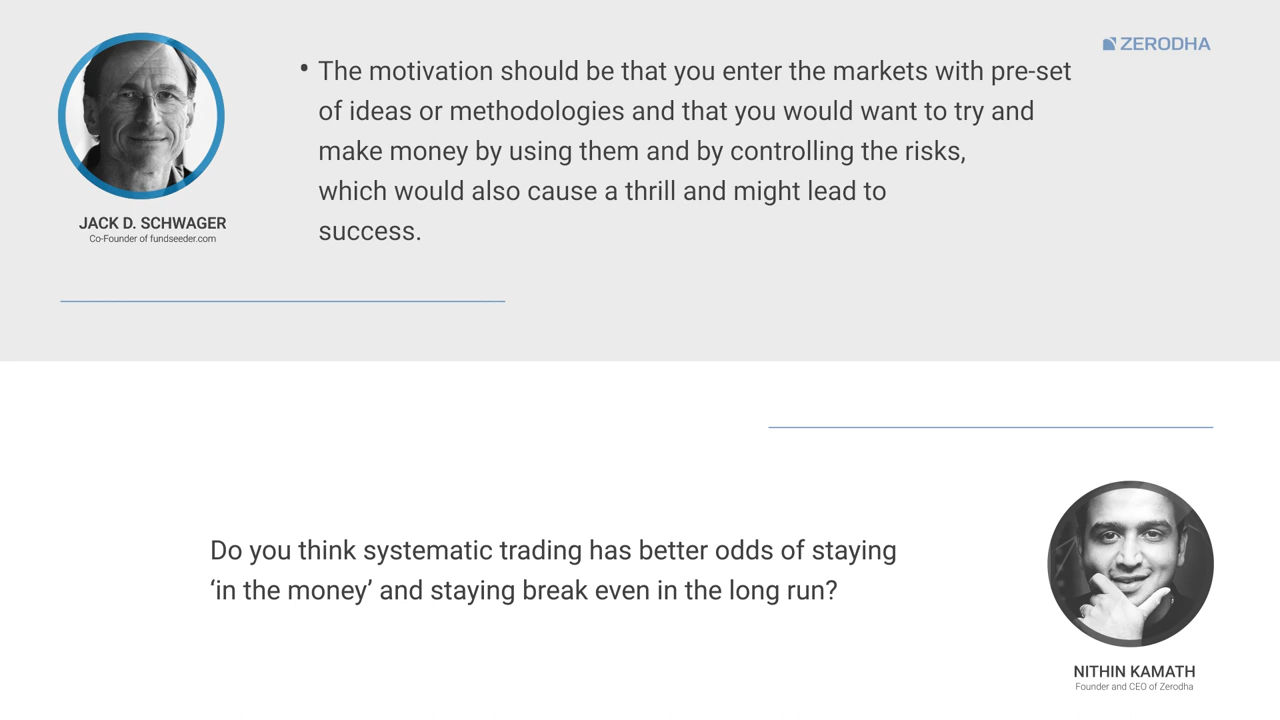 ZERODHA
• The motivation should be that you enter the markets with pre-set
of ideas or methodologies and that you would want to try and
make money by using them and by controlling the risks,
which would also cause a thrill and might lead to
success.
JACK D. SCHWAGER
Co-Founder of fundseeder.com
Do you think systematic trading has better odds of staying
‘in the money’ and staying break even in the long run?
NITHIN KAMATH
Founder and CEO of Zerodha